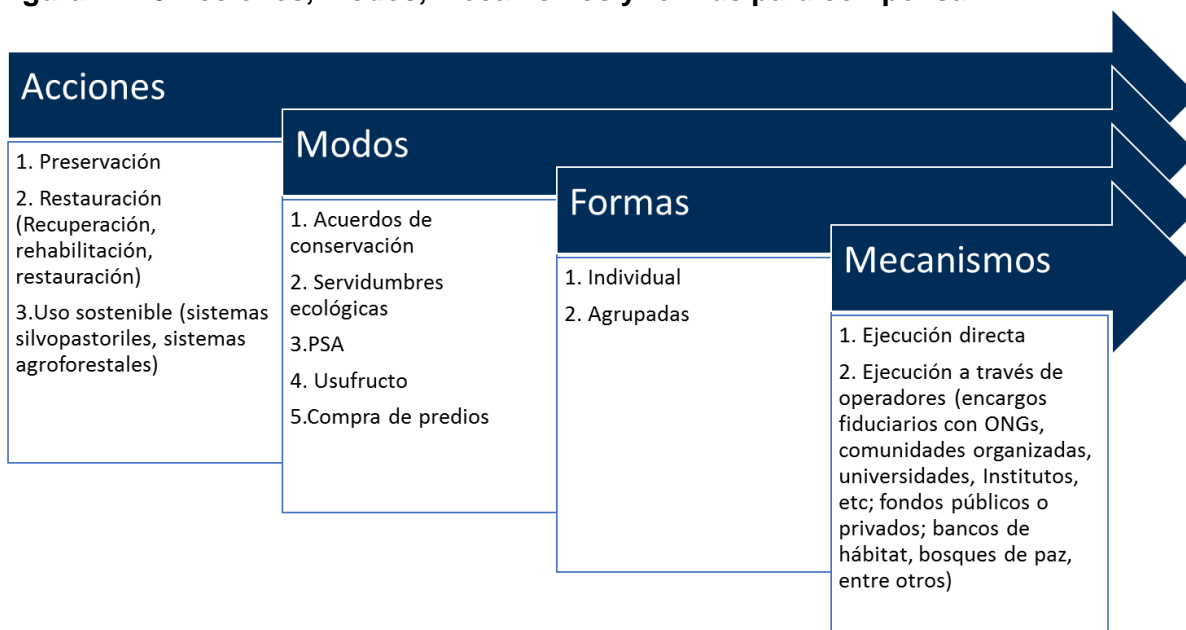 Acciones
1. Preservación
2. Restauración
(Recuperación,
rehabilitación,
restauración)
3.Uso sostenible (sistemas
silvopastoriles, sistemas
agroforestales)
Modos
1. Acuerdos de
conservación
2. Servidumbres
ecológicas
3.PSA
4. Usufructo
5.Compra de predios
Formas
1. Individual
2. Agrupadas
Mecanismos
1. Ejecución directa
2. Ejecución a través de
operadores (encargos
fiduciarios con ONGs,
comunidades organizadas,
universidades, Institutos,
etc; fondos públicos o
privados; bancos de
hábitat, bosques de paz,
entre otros)